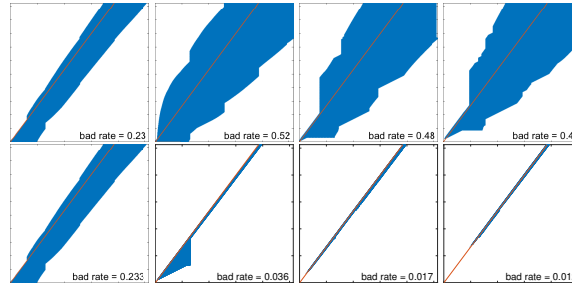 bad rate = 0.23
bad rate = 0.52
bad rate = 0.48
bad rate = 0.4
bad rate = 0.233
bad rate = 0.036
bad rate = 0.017
bad rate = 0.01